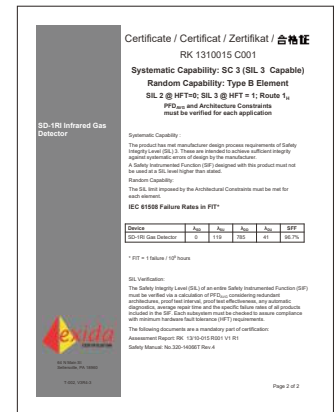 Certificate / Certificat / Zertifikat / 合格証
RK 1310015 C001
Systematic Capability: SC 3 (SIL 3 Capable)
Random Capability: Type B Element
SIL 2 @ HFT=0; SIL 3 @ HFT = 1; Route 1H
PFDAVG and Architecture Constraints
must be verified for each application
SD-1RI Infrared Gas
Detector
Systematic Capability :
The product has met manufacturer design process requirements of Safety
Integrity Level (SIL) 3. These are intended to achieve sufficient integrity
against systematic errors of design by the manufacturer.
A Safety Instrumented Function (SIF) designed with this product must not
be used at a SIL level higher than stated.
Random Capability:
The SIL limit imposed by the Architectural Constraints must be met for
each element.
IEC 61508 Failure Rates in FIT*
Device λSD λSU λDD λDU SFF
SD-1RI Gas Detector 0 119 785 41 96.7%
* FIT = 1 failure / 10⁹ hours
SIL Verification:
The Safety Integrity Level (SIL) of an entire Safety Instrumented Function (SIF)
must be verified via a calculation of PFDAVG considering redundant
architectures, proof test interval, proof test effectiveness, any automatic
diagnostics, average repair time and the specific failure rates of all products
included in the SIF. Each subsystem must be checked to assure compliance
with minimum hardware fault tolerance (HFT) requirements.
The following documents are a mandatory part of certification:
Assessment Report: RK 13/10-015 R001 V1 R1
Safety Manual: No.320-14066T Rev.4
exida
CERTIFICATION
Sellersville, PA 18960
Page 2 of 2